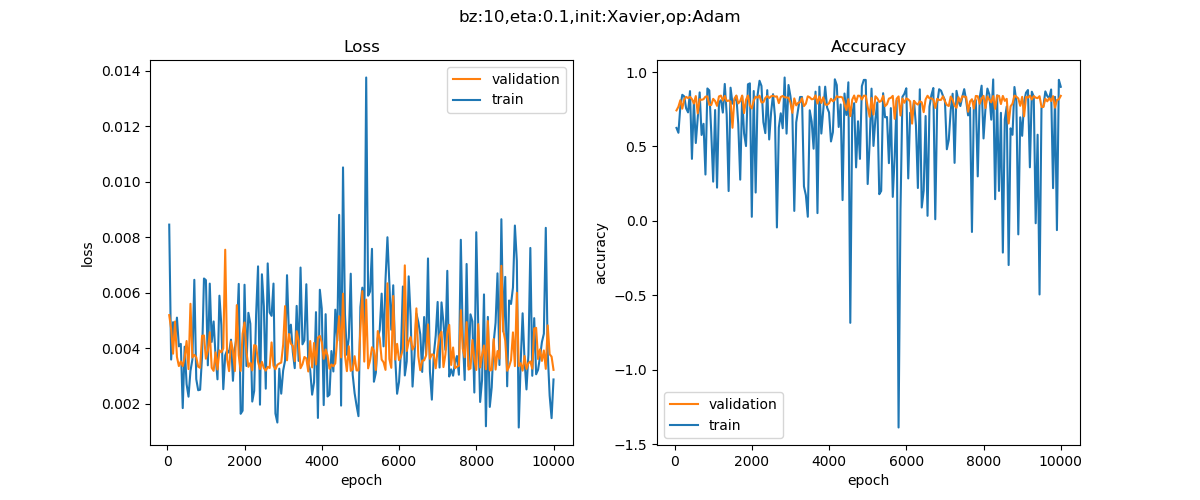 bz:10,eta:0.1,init:Xavier,op:Adam
Loss
loss
0.014
0.012
0.010
0.008
0.006
0.004
0.002
validation
train
0
2000
4000
6000
8000
10000
epoch
Accuracy
accuracy
1.0
0.5
0.0
−0.5
−1.0
−1.5
validation
train
0
2000
4000
6000
8000
10000
epoch